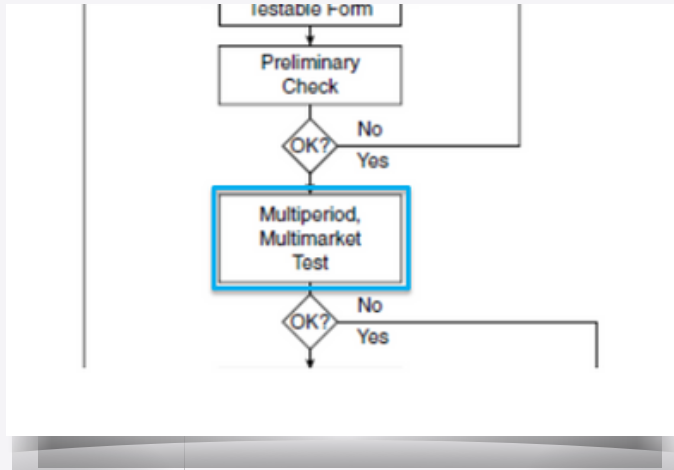 Testable Form
Preliminary
Check
OK?
No
Yes
Multiperiod,
Multimarket
Test
OK?
No
Yes